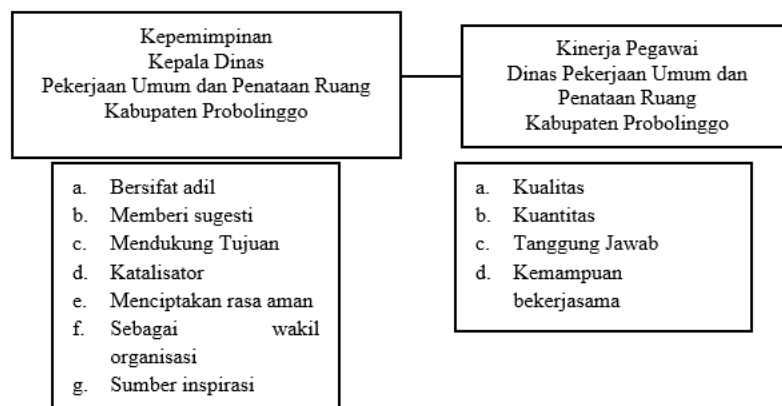 Kepemimpinan
Kepala Dinas
Pekerjaan Umum dan Penataan Ruang
Kabupaten Probolinggo
Kinerja Pegawai
Dinas Pekerjaan Umum dan
Penataan Ruang
Kabupaten Probolinggo
a. Bersifat adil
b. Memberi sugesti
c. Mendukung Tujuan
d. Katalisator
e. Menciptakan rasa aman
f. Sebagai wakil
organisasi
g. Sumber inspirasi
a. Kualitas
b. Kuantitas
c. Tanggung Jawab
d. Kemampuan
bekerjasama